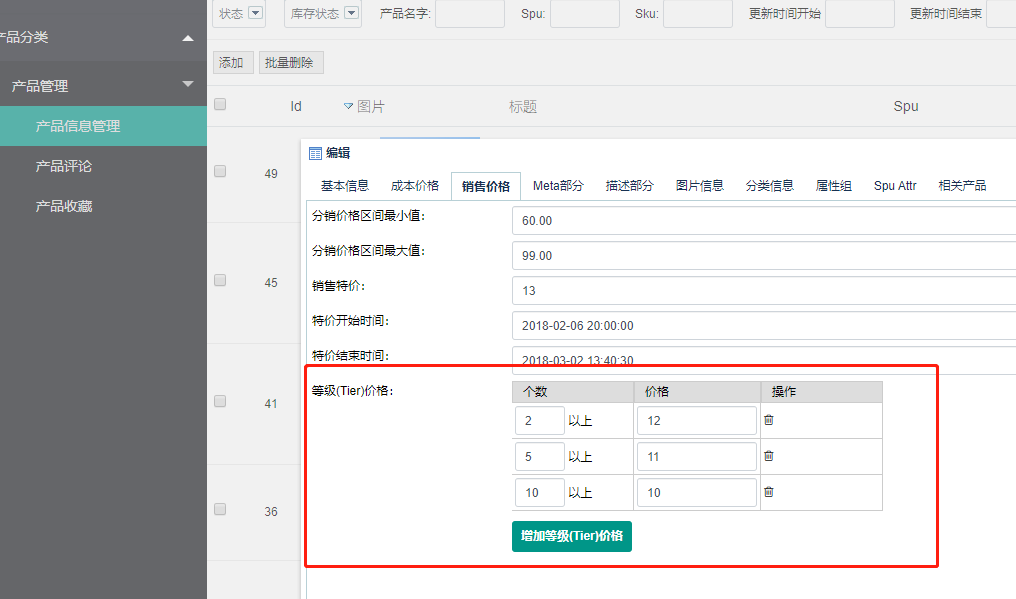 状态 库存状态 产品名字: Spu: Sku: 更新时间开始 更新时间结束
产品分类
添加 批量删除
产品管理
Id 图片 标题 Spu
产品信息管理
编辑
产品评论
49
基本信息 成本价格 销售价格 Meta部分 描述部分 图片信息 分类信息 属性组 Spu Attr 相关产品
产品收藏
分销价格区间最小值: 60.00
分销价格区间最大值: 99.00
45
销售特价: 13
特价开始时间: 2018-02-06 20:00:00
特价结束时间: 2018-03-02 13:40:30
等级(Tier)价格: 个数 价格 操作
41
2 以上 12
5 以上 11
10 以上 10
36
增加等级(Tier)价格